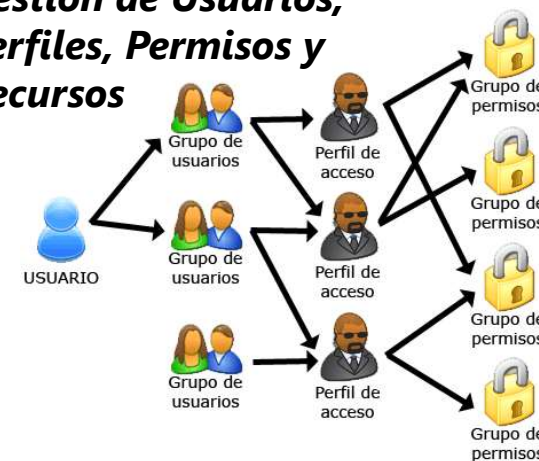 estión de Usuarios,
erfiles, Permisos y
ecursos
Grupo de
usuarios
Perfil de
acceso
Grupo de
permisos
USUARIO
Grupo de
usuarios
Perfil de
acceso
Grupo de
permisos
Grupo de
usuarios
Perfil de
acceso
Grupo de
permisos
Grupo de
permisos